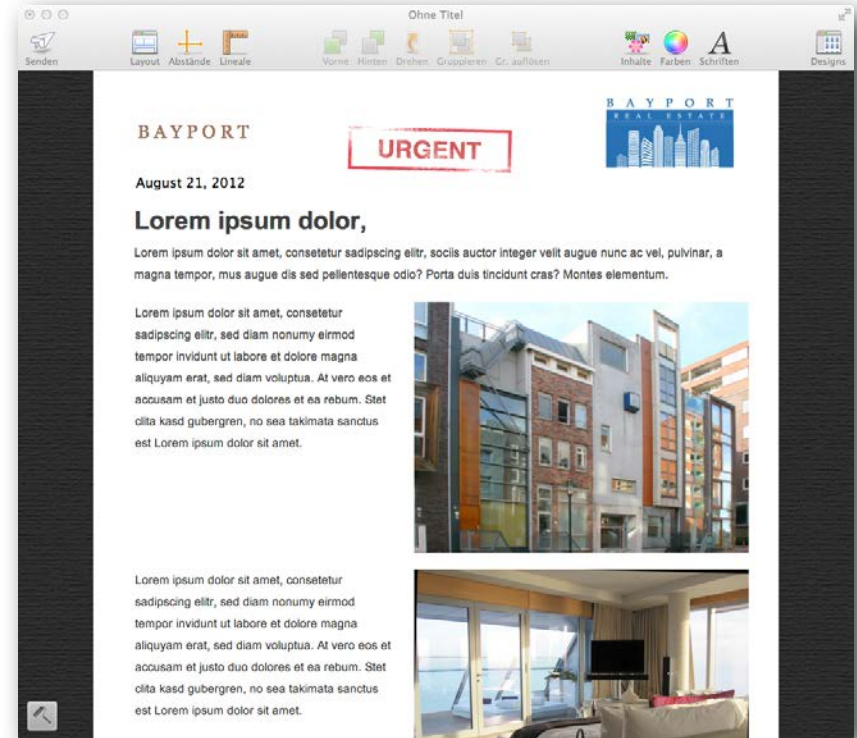 Ohne Titel
Senden
Layout Abstände Lineale
Vorne Hinten Drehen Gruppieren Gr. auflösen
Inhalte Farben Schriften
Designs
BAYPORT
URGENT
BAYPORT
REAL ESTATE
August 21, 2012
Lorem ipsum dolor,
Lorem ipsum dolor sit amet, consetetur sadipscing elitr, sociis auctor integer velit augue nunc ac vel, pulvinar, a
magna tempor, mus augue dis sed pellentesque odio? Porta duis tincidunt cras? Montes elementum.
Lorem ipsum dolor sit amet, consetetur
sadipscing elitr, sed diam nonumy eirmod
tempor invidunt ut labore et dolore magna
aliquyam erat, sed diam voluptua. At vero eos et
accusam et justo duo dolores et ea rebum. Stet
clita kasd gubergren, no sea takimata sanctus
est Lorem ipsum dolor sit amet.
Lorem ipsum dolor sit amet, consetetur
sadipscing elitr, sed diam nonumy eirmod
tempor invidunt ut labore et dolore magna
aliquyam erat, sed diam voluptua. At vero eos et
accusam et justo duo dolores et ea rebum. Stet
clita kasd gubergren, no sea takimata sanctus
est Lorem ipsum dolor sit amet.